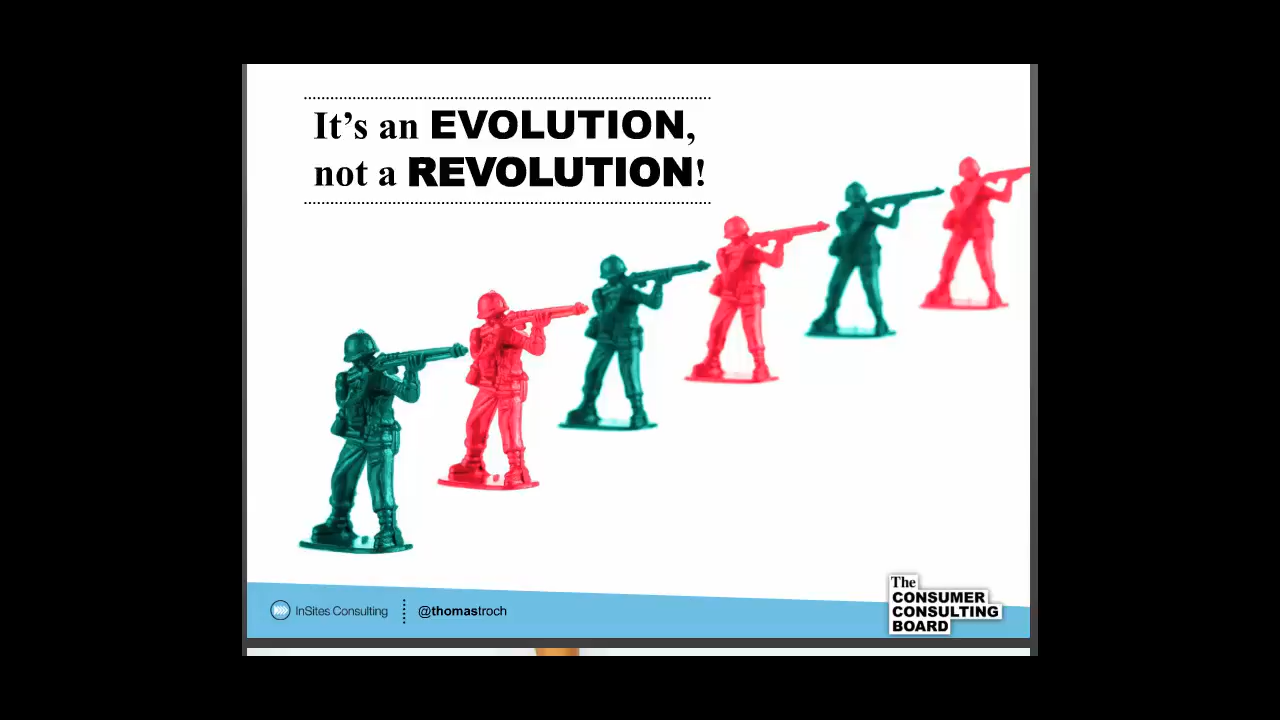 It's an EVOLUTION,
not a REVOLUTION!
InSites Consulting
@thomastroch
The
CONSUMER
CONSULTING
BOARD